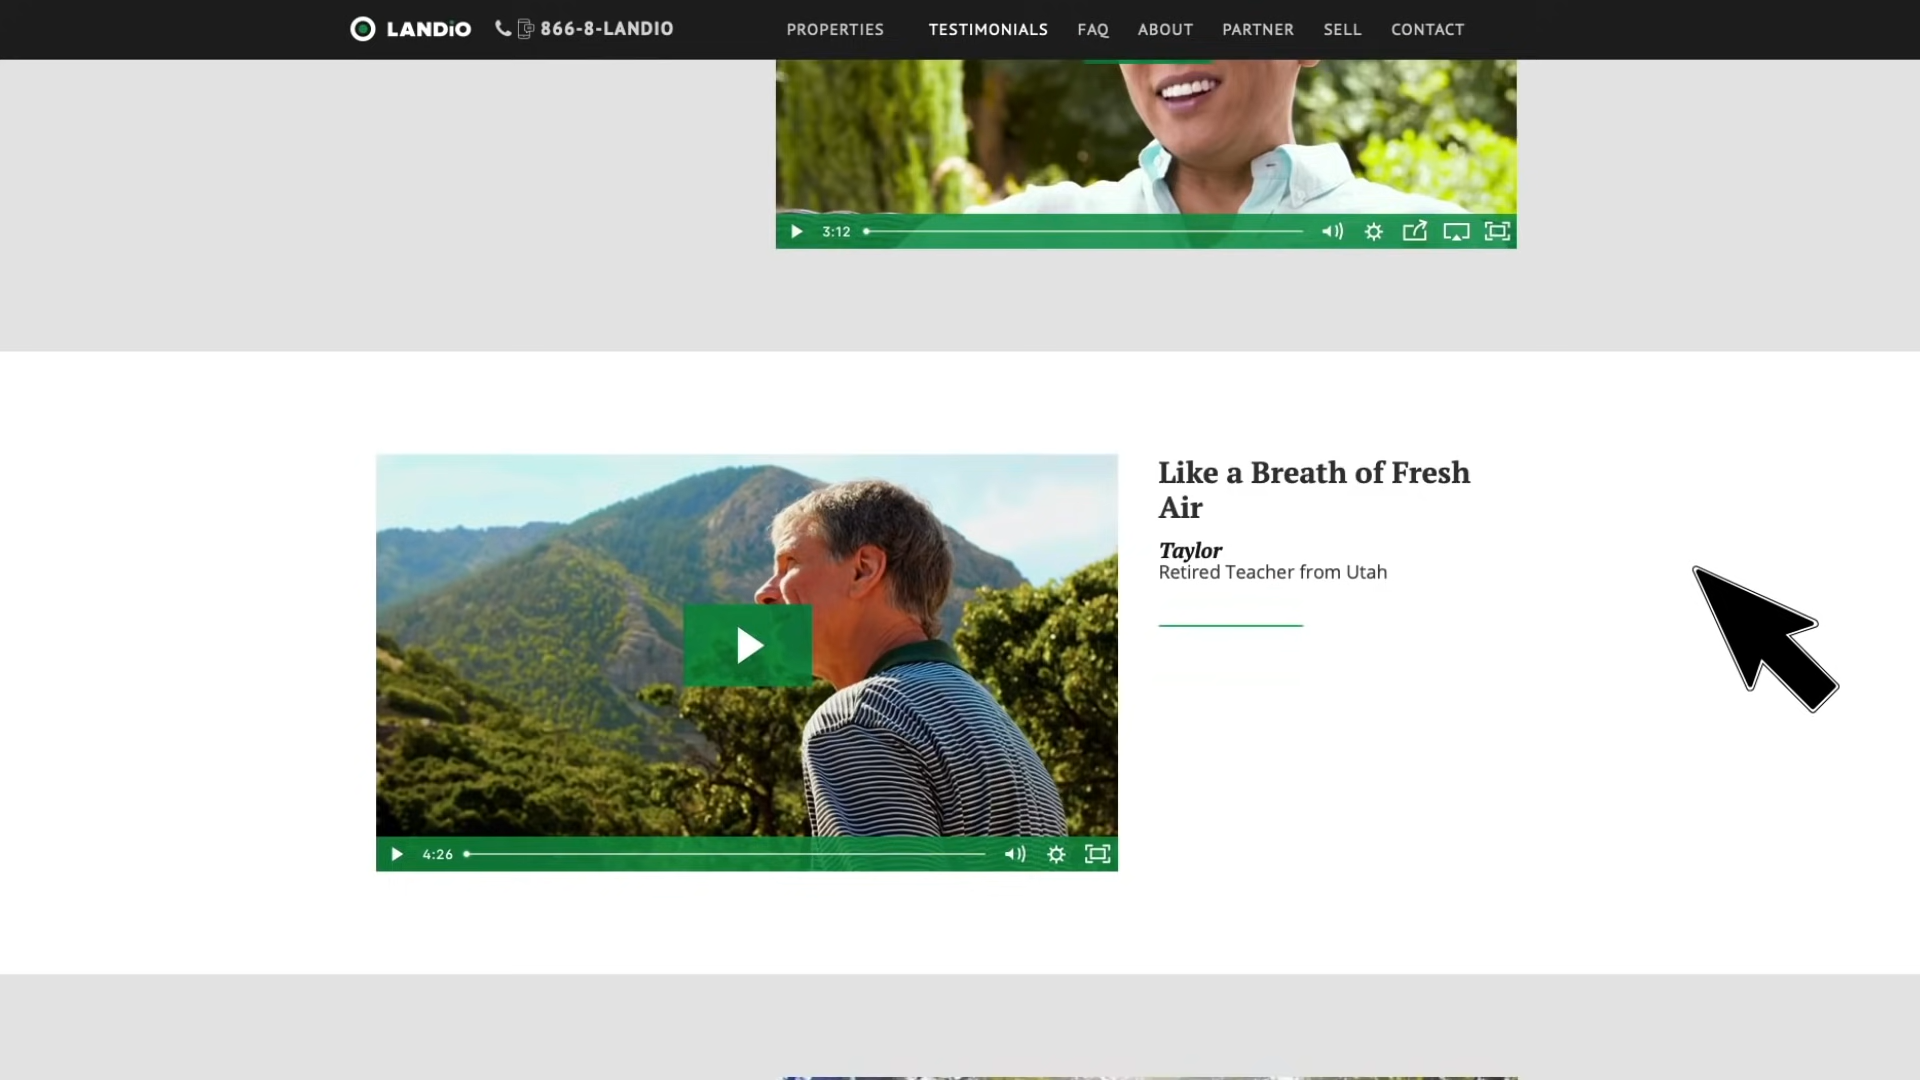 LANDiO 866-8-LANDIO PROPERTIES TESTIMONIALS FAQ ABOUT PARTNER SELL CONTACT
3:12
Like a Breath of Fresh
Air
Taylor
Retired Teacher from Utah
4:26